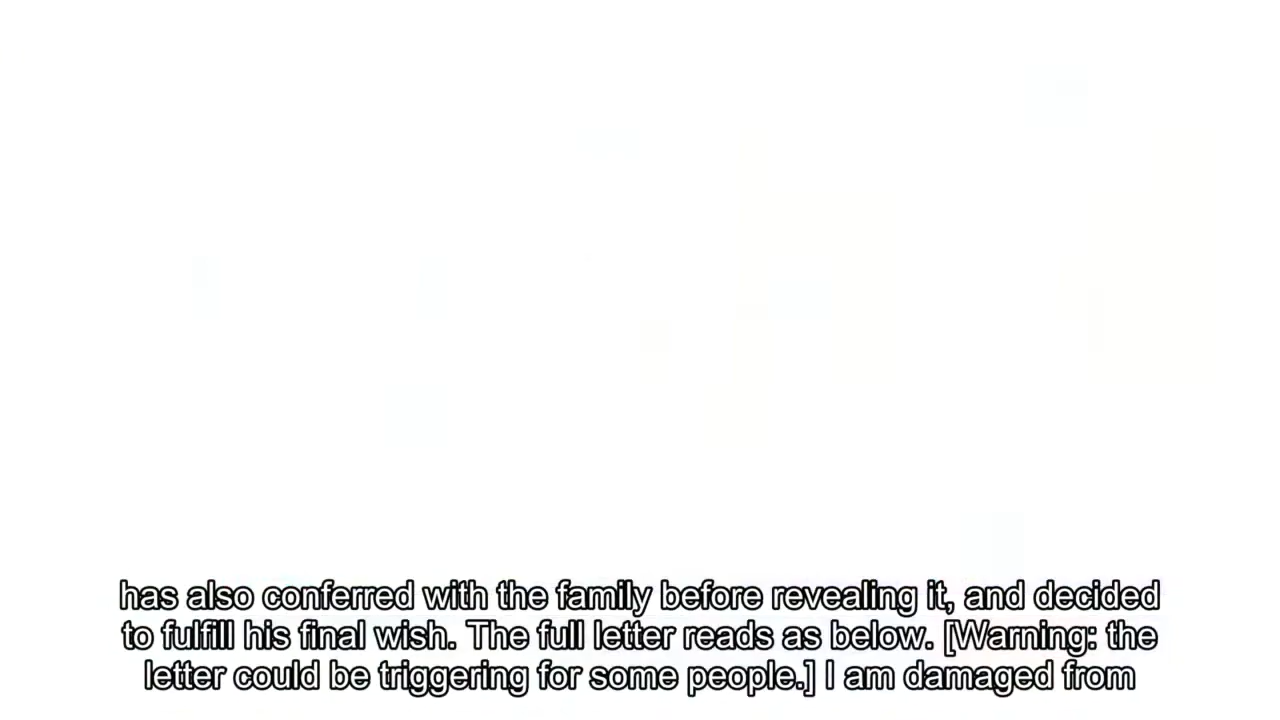 has also conferred with the family before revealing it, and decided
to fulfill his final wish. The full letter reads as below. [Warning: the
letter could be triggering for some people.] I am damaged from